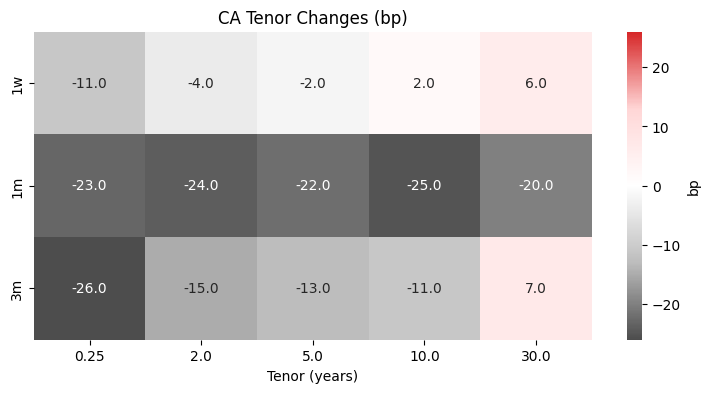 CA Tenor Changes (bp)
1w -11.0 -4.0 -2.0 2.0 6.0
1m -23.0 -24.0 -22.0 -25.0 -20.0
3m -26.0 -15.0 -13.0 -11.0 7.0
0.25 2.0 5.0 10.0 30.0
Tenor (years)
20
10
0
−10
−20
bp